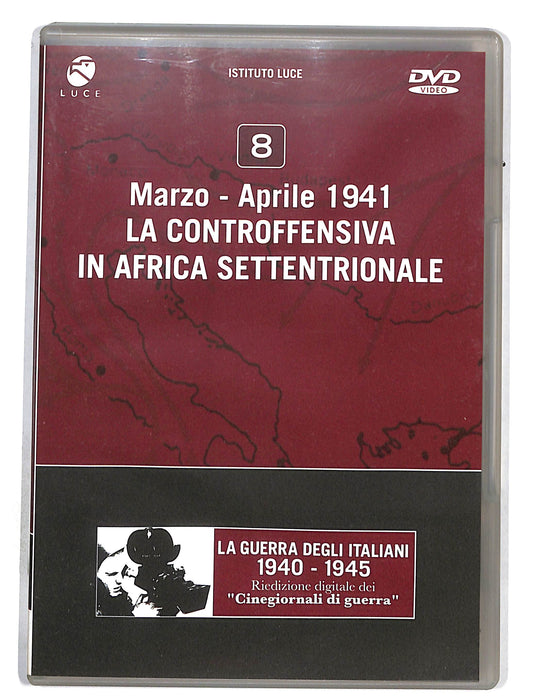 LUCE
ISTITUTO LUCE
DVD
VIDEO
8
Marzo - Aprile 1941
LA CONTROFFENSIVA
IN AFRICA SETTENTRIONALE
LA GUERRA DEGLI ITALIANI
1940 - 1945
Riedizione digitale dei
"Cinegiornali di guerra"